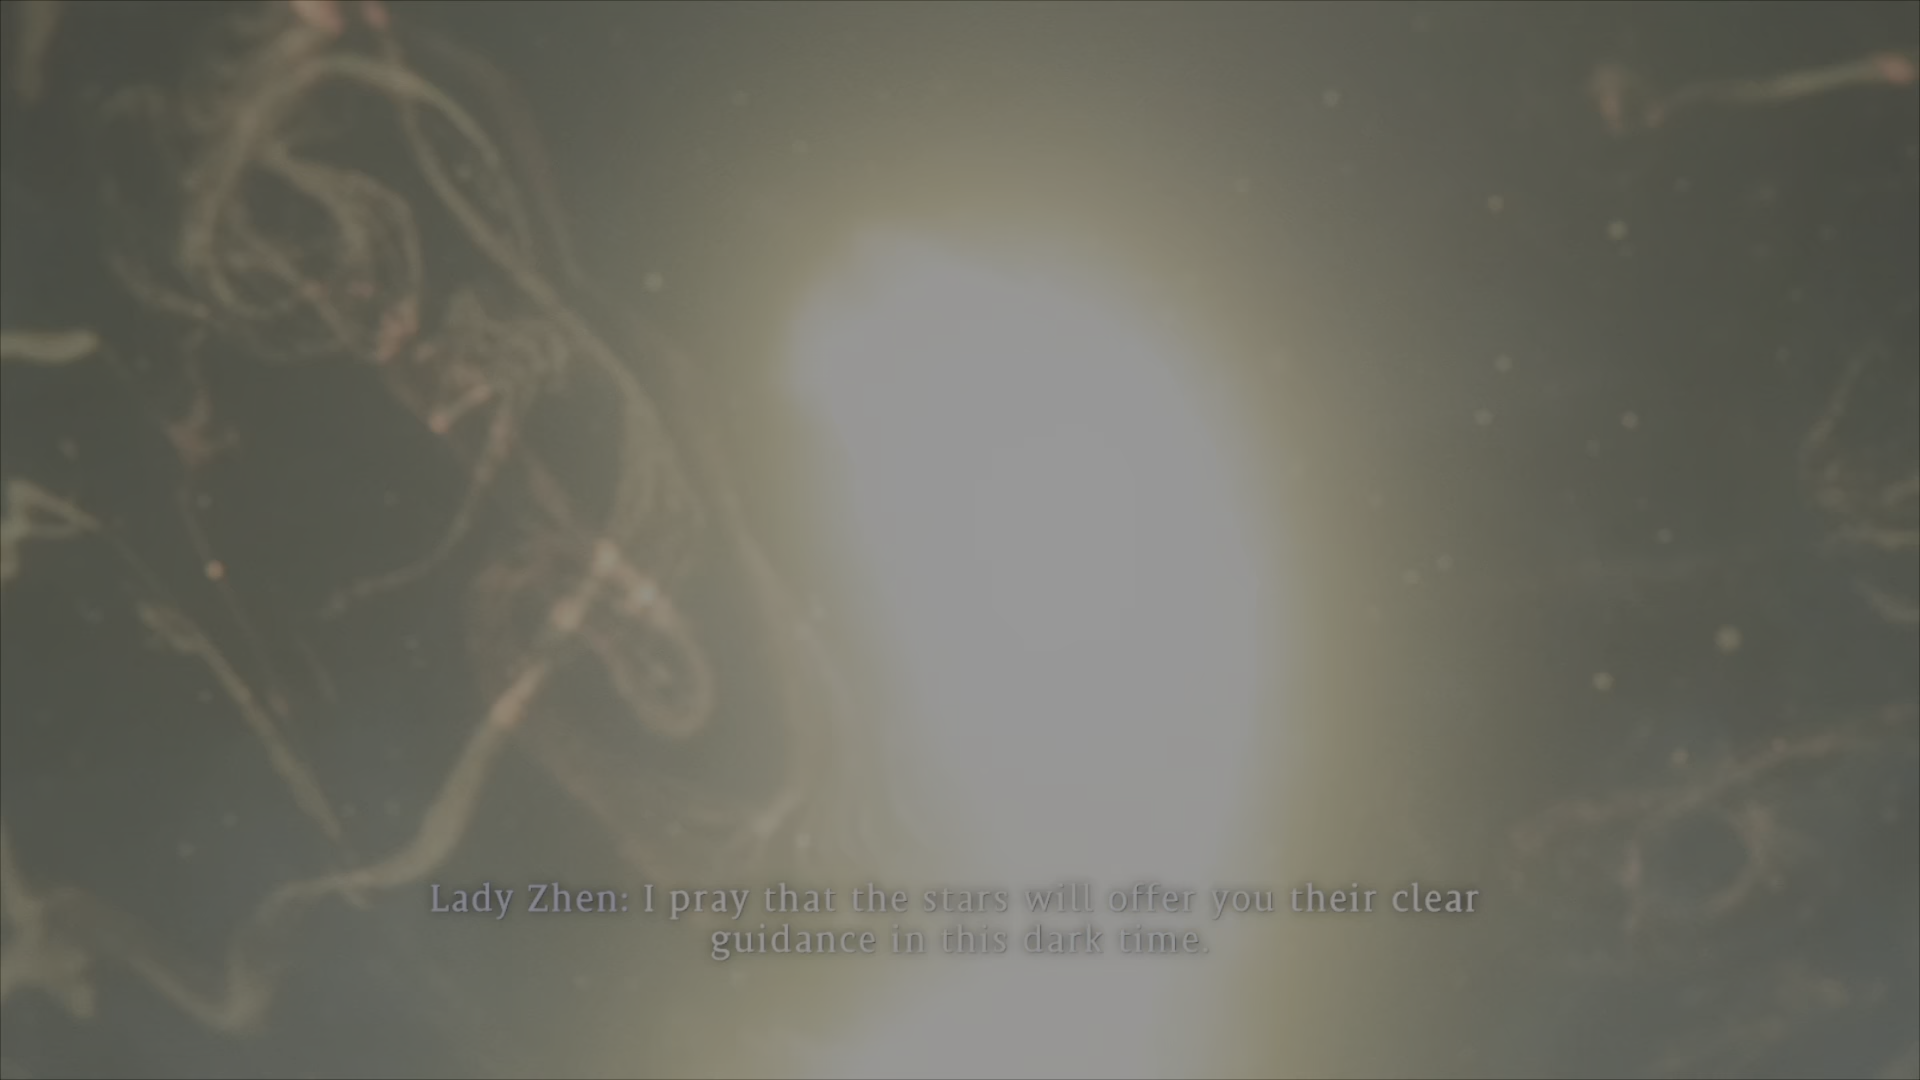 Lady Zhen: I pray that the stars will offer you their clear
guidance in this dark time.